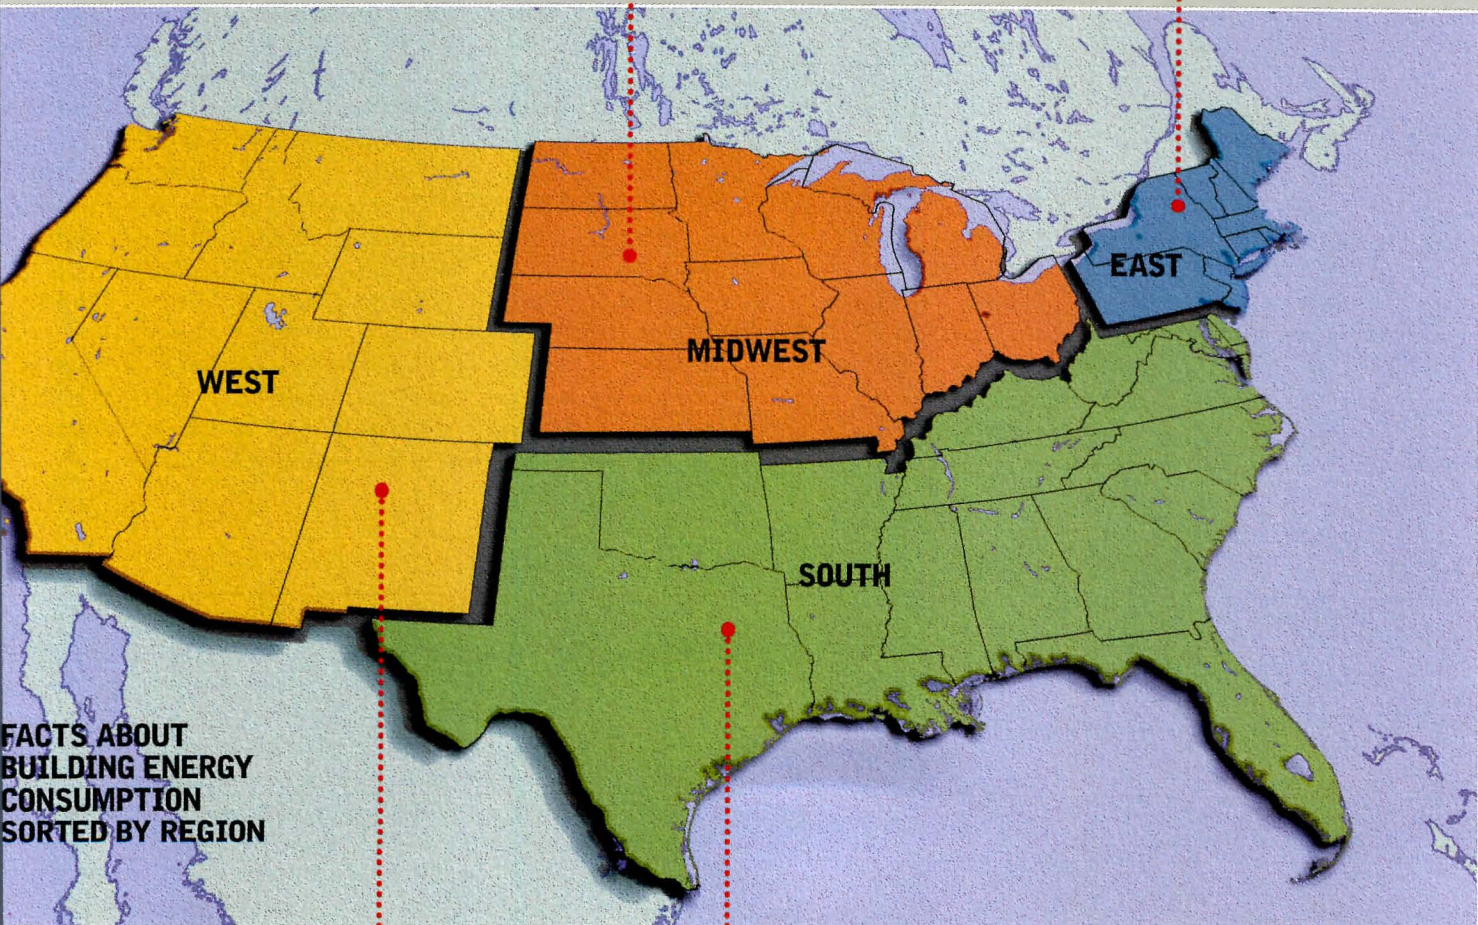 EAST
MIDWEST
WEST
SOUTH
FACTS ABOUT
BUILDING ENERGY
CONSUMPTION
SORTED BY REGION